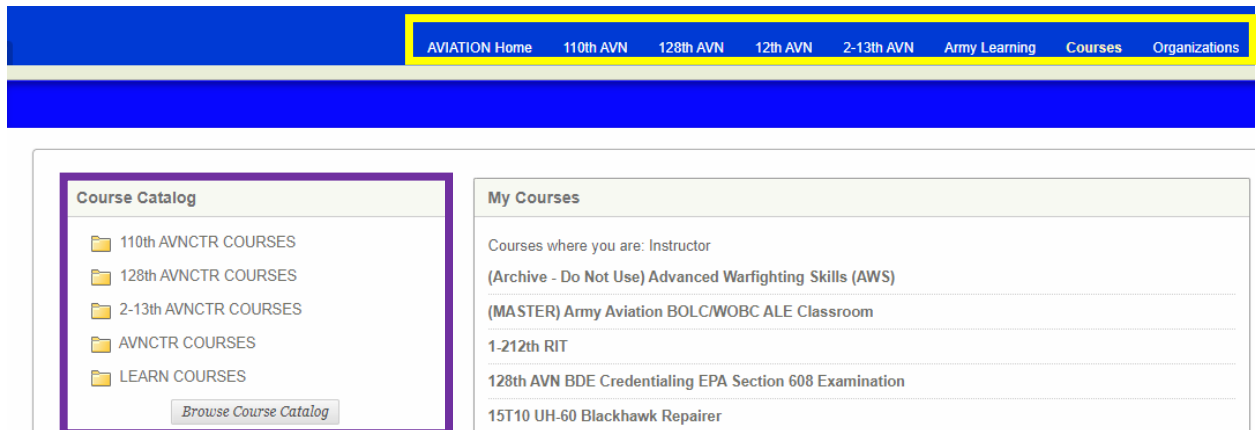 AVIATION Home 110th AVN 128th AVN 12th AVN 2-13th AVN Army Learning Courses Organizations
Course Catalog
110th AVNCTR COURSES
128th AVNCTR COURSES
2-13th AVNCTR COURSES
AVNCTR COURSES
LEARN COURSES
Browse Course Catalog
My Courses
Courses where you are: Instructor
(Archive - Do Not Use) Advanced Warfighting Skills (AWS)
(MASTER) Army Aviation BOLC/WOBC ALE Classroom
1-212th RIT
128th AVN BDE Credentialing EPA Section 608 Examination
15T10 UH-60 Blackhawk Repairer